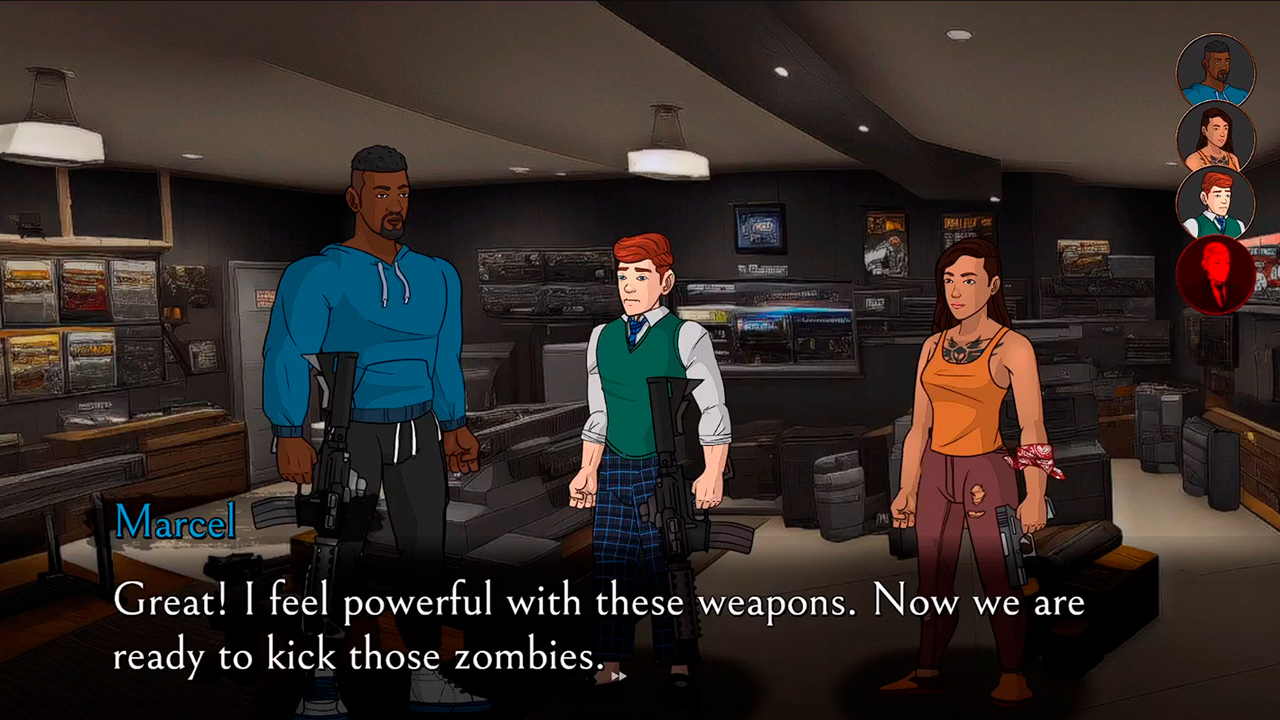 Marcel
Great! I feel powerful with these weapons. Now we are
ready to kick those zombies.